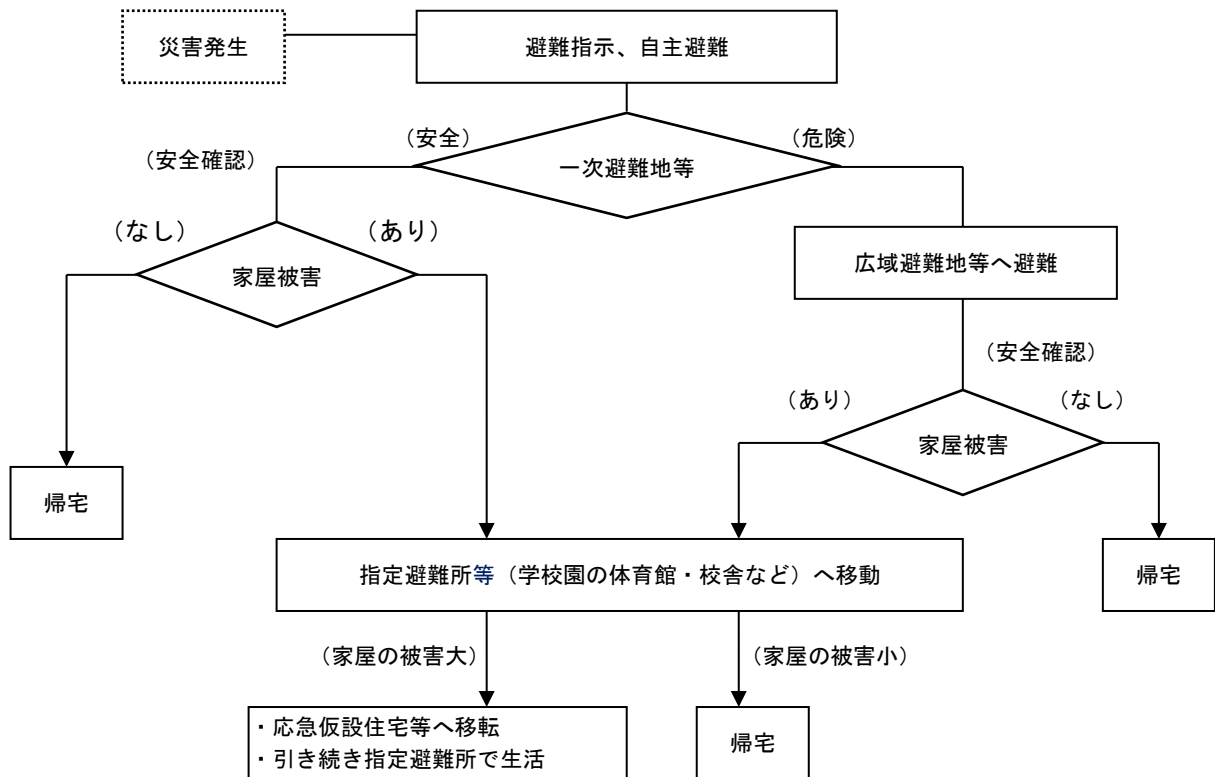 災害発生
避難指示、自主避難
（安全）
（危険）
（安全確認）
一次避難地等
（なし）
（あり）
家屋被害
広域避難地等へ避難
（安全確認）
（あり）
（なし）
家屋被害
帰宅
指定避難所等（学校園の体育館・校舎など）へ移動
帰宅
（家屋の被害大）
（家屋の被害小）
・応急仮設住宅等へ移転
・引き続き指定避難所で生活
帰宅